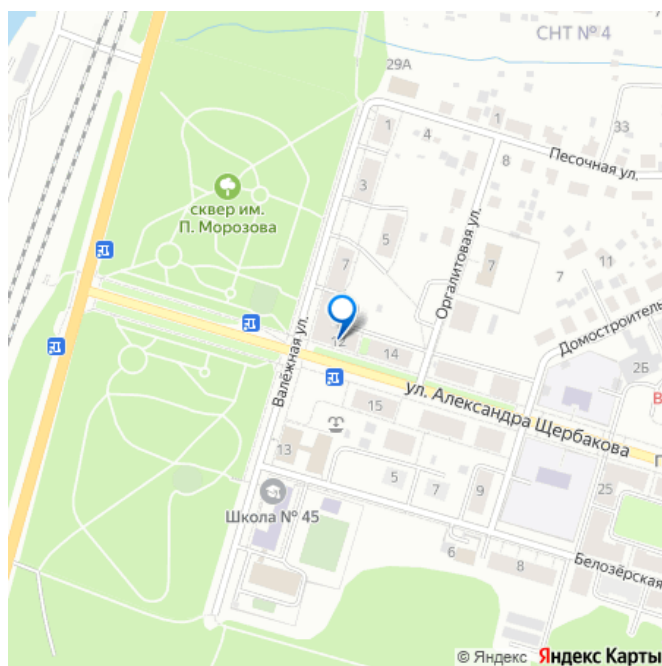 СНТ № 4
29А
1
4
1
33
Песочная ул.
8
3
сквер им.
П. Морозова
5
Оргалитовая ул.
7
7
7
11
Домостроитель
Валёжная ул.
12
14
2Б
В
15
ул. Александра Щербакова
П
13
5
7
9
25
Школа № 45
6
8
Белозёрская
© Яндекс Яндекс Карты